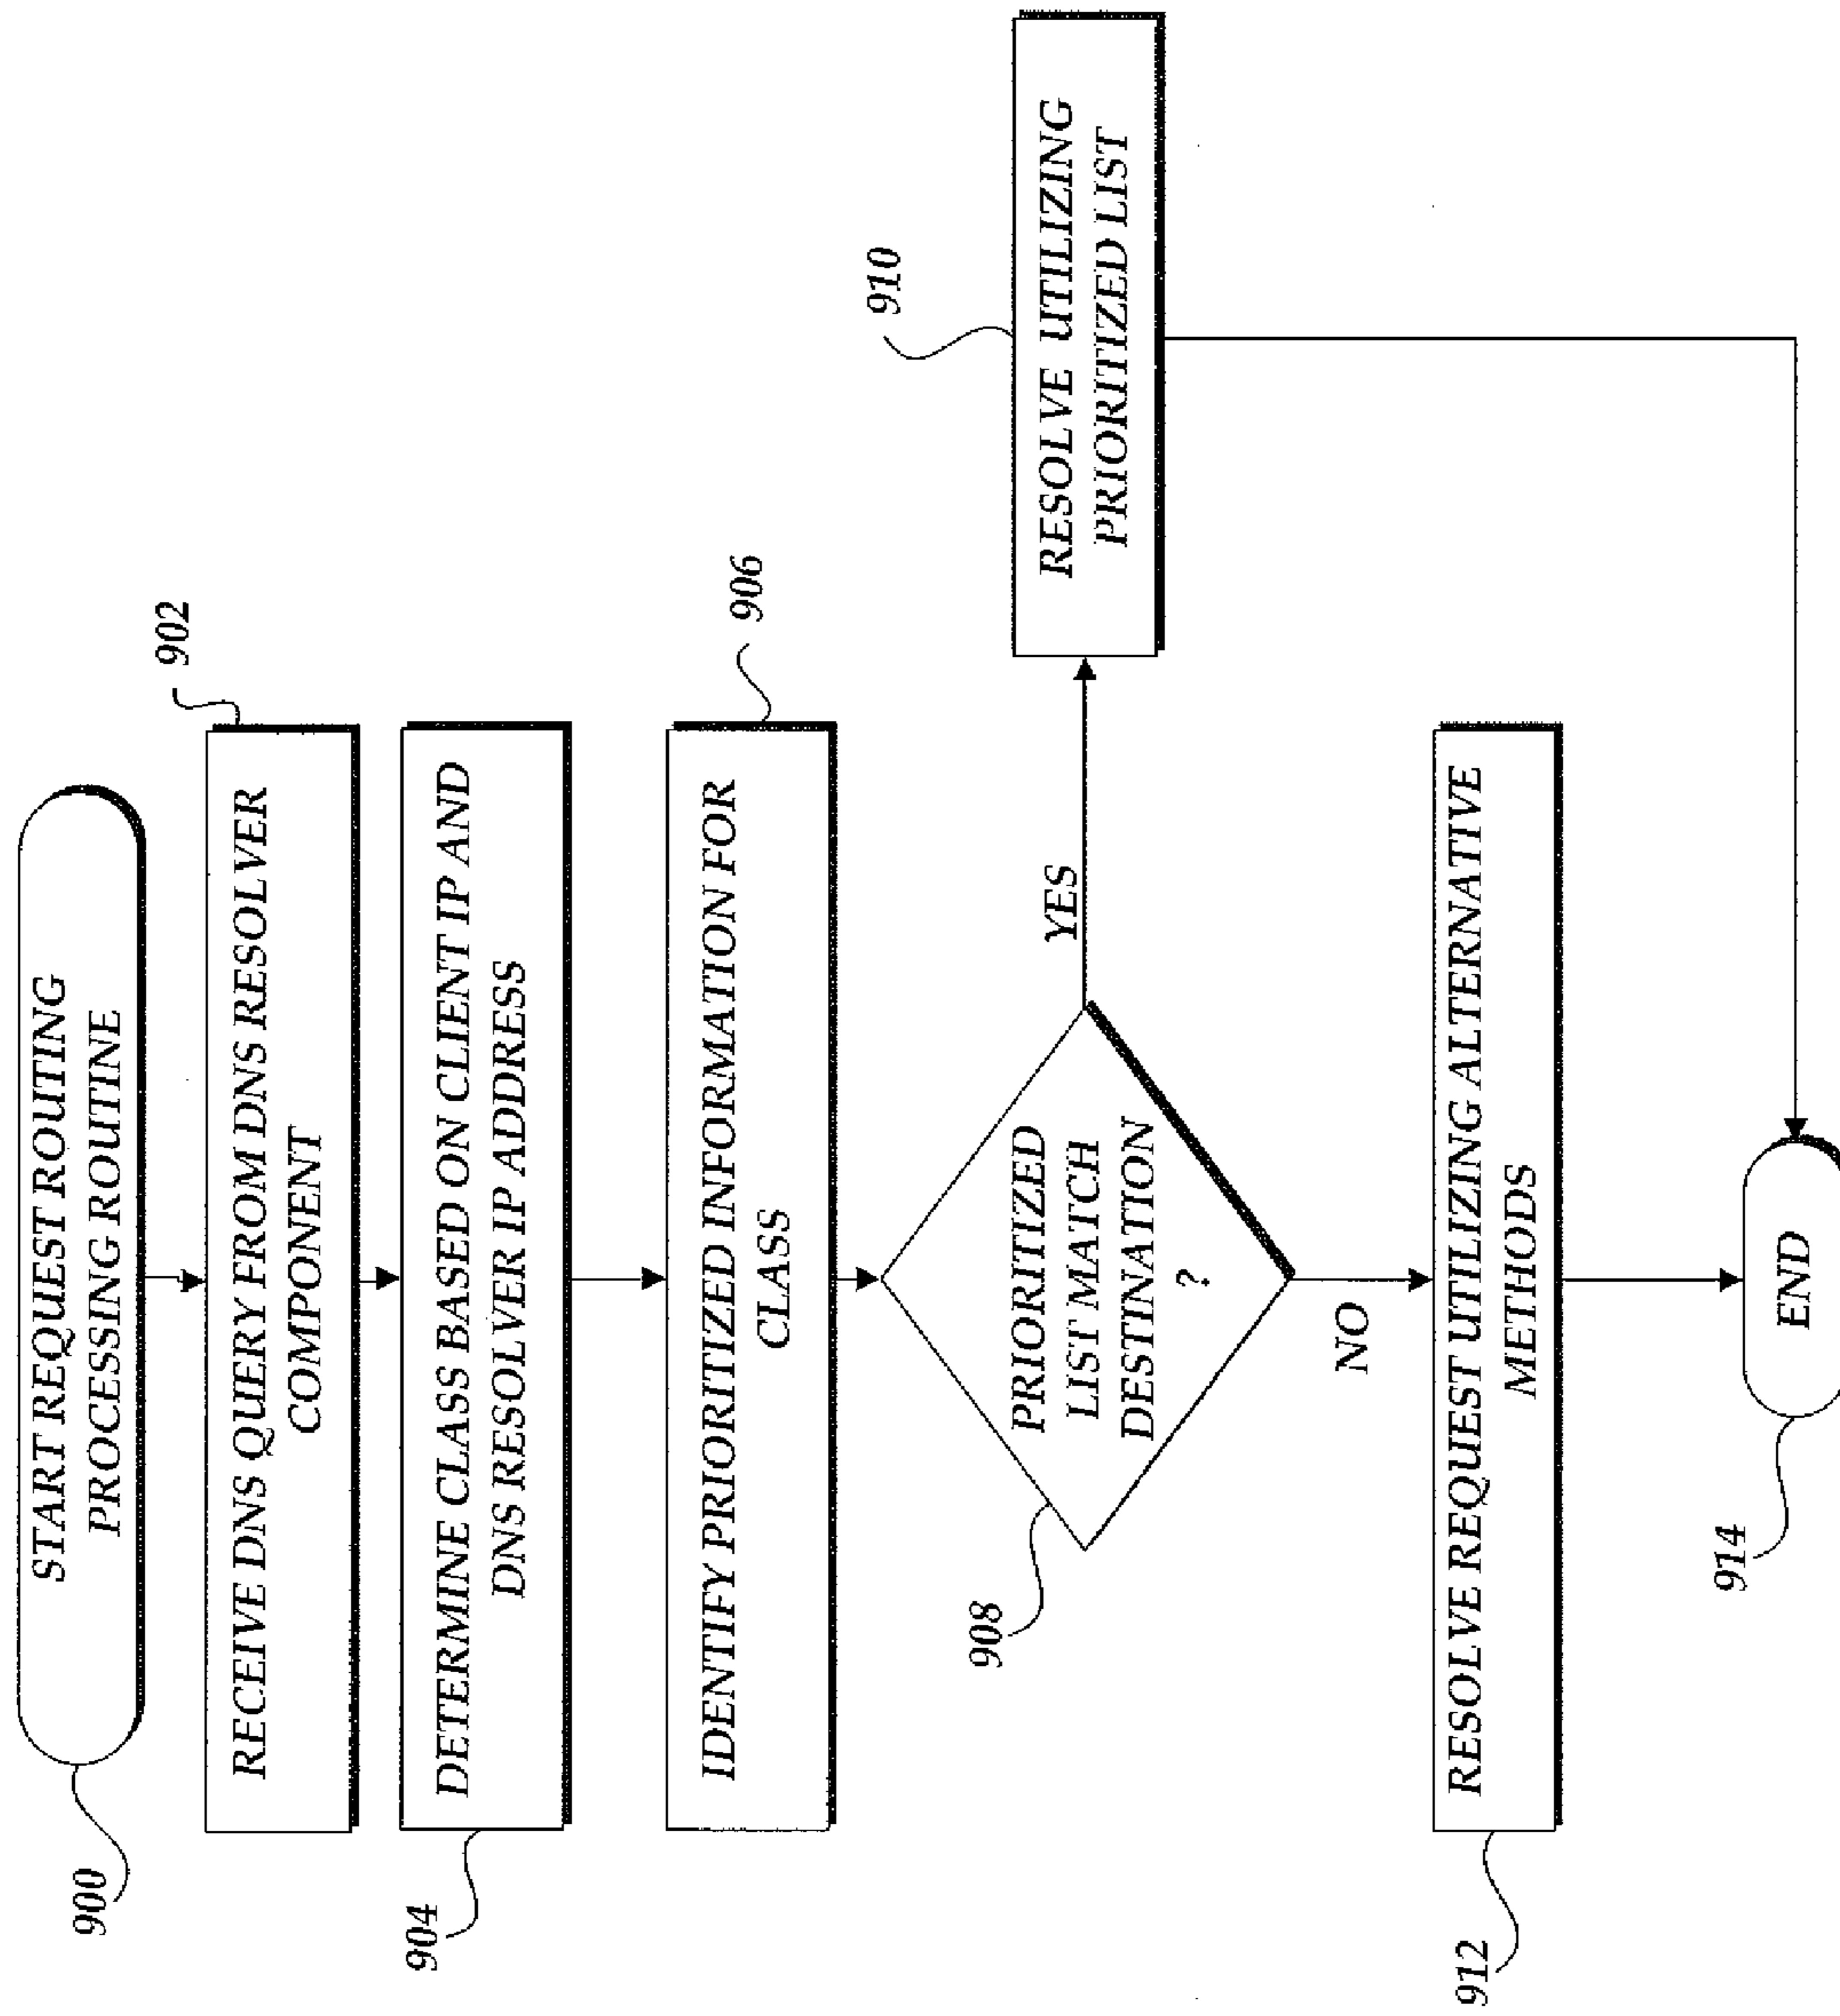 START REQUEST ROUTING
PROCESSING ROUTINE
900
902
RECEIVE DNS QUERY FROM DNS RESOLVER
COMPONENT
904
DETERMINE CLASS BASED ON CLIENT IP AND
DNS RESOLVER IP ADDRESS
906
IDENTIFY PRIORITIZED INFORMATION FOR
CLASS
908
PRIORITIZED
LIST MATCH
DESTINATION
?
YES
910
RESOLVE UTILIZING
PRIORITIZED LIST
NO
912
RESOLVE REQUEST UTILIZING ALTERNATIVE
METHODS
914
END